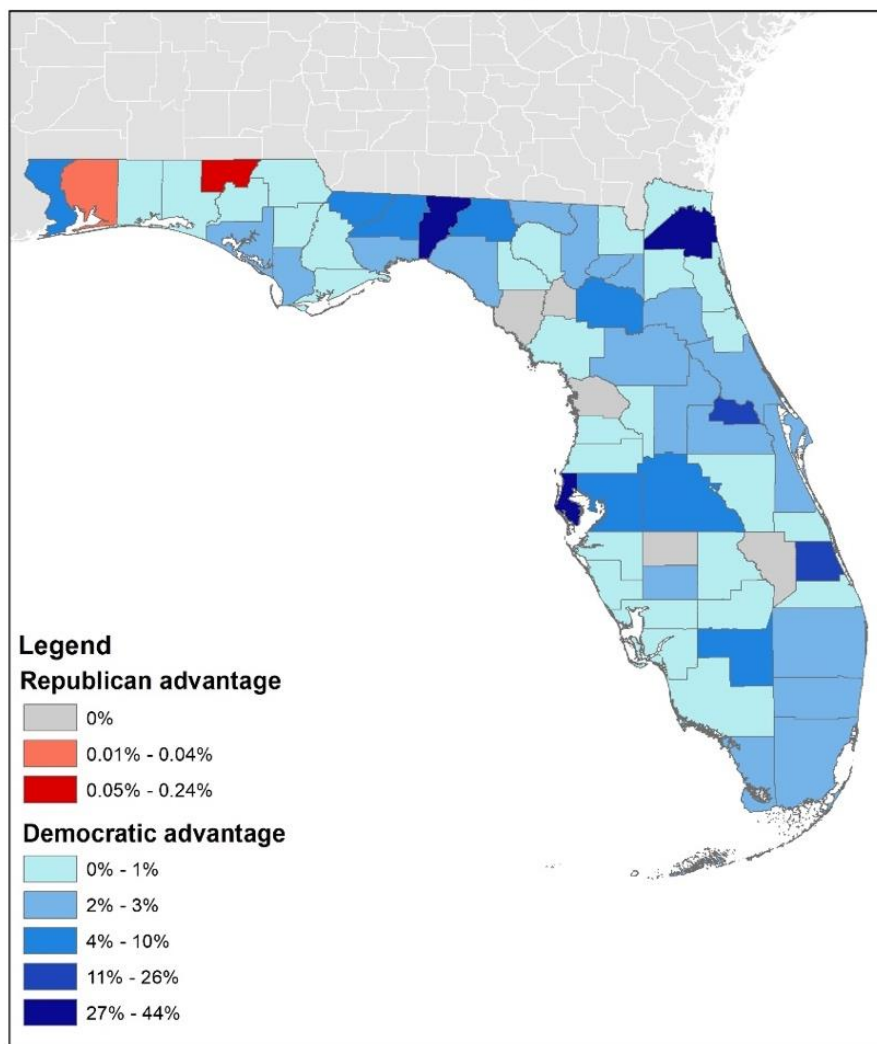 Legend
Republican advantage
0%
0.01% - 0.04%
0.05% - 0.24%
Democratic advantage
0% - 1%
2% - 3%
4% - 10%
11% - 26%
27% - 44%